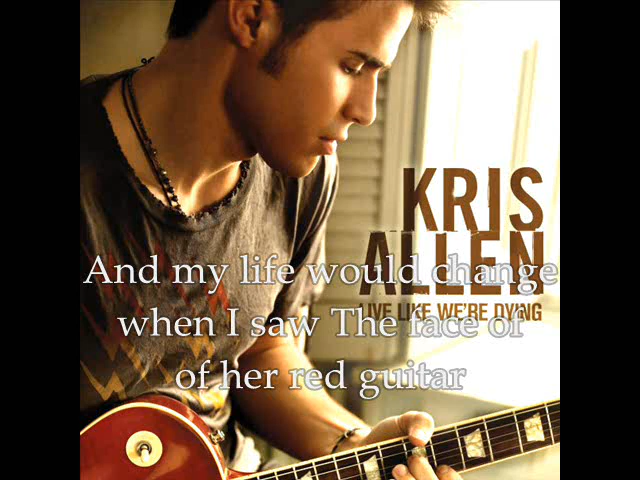 KRIS
ALLEN
LIVE LIKE WE'RE DYING
And my life would change
when I saw The face of
of her red guitar